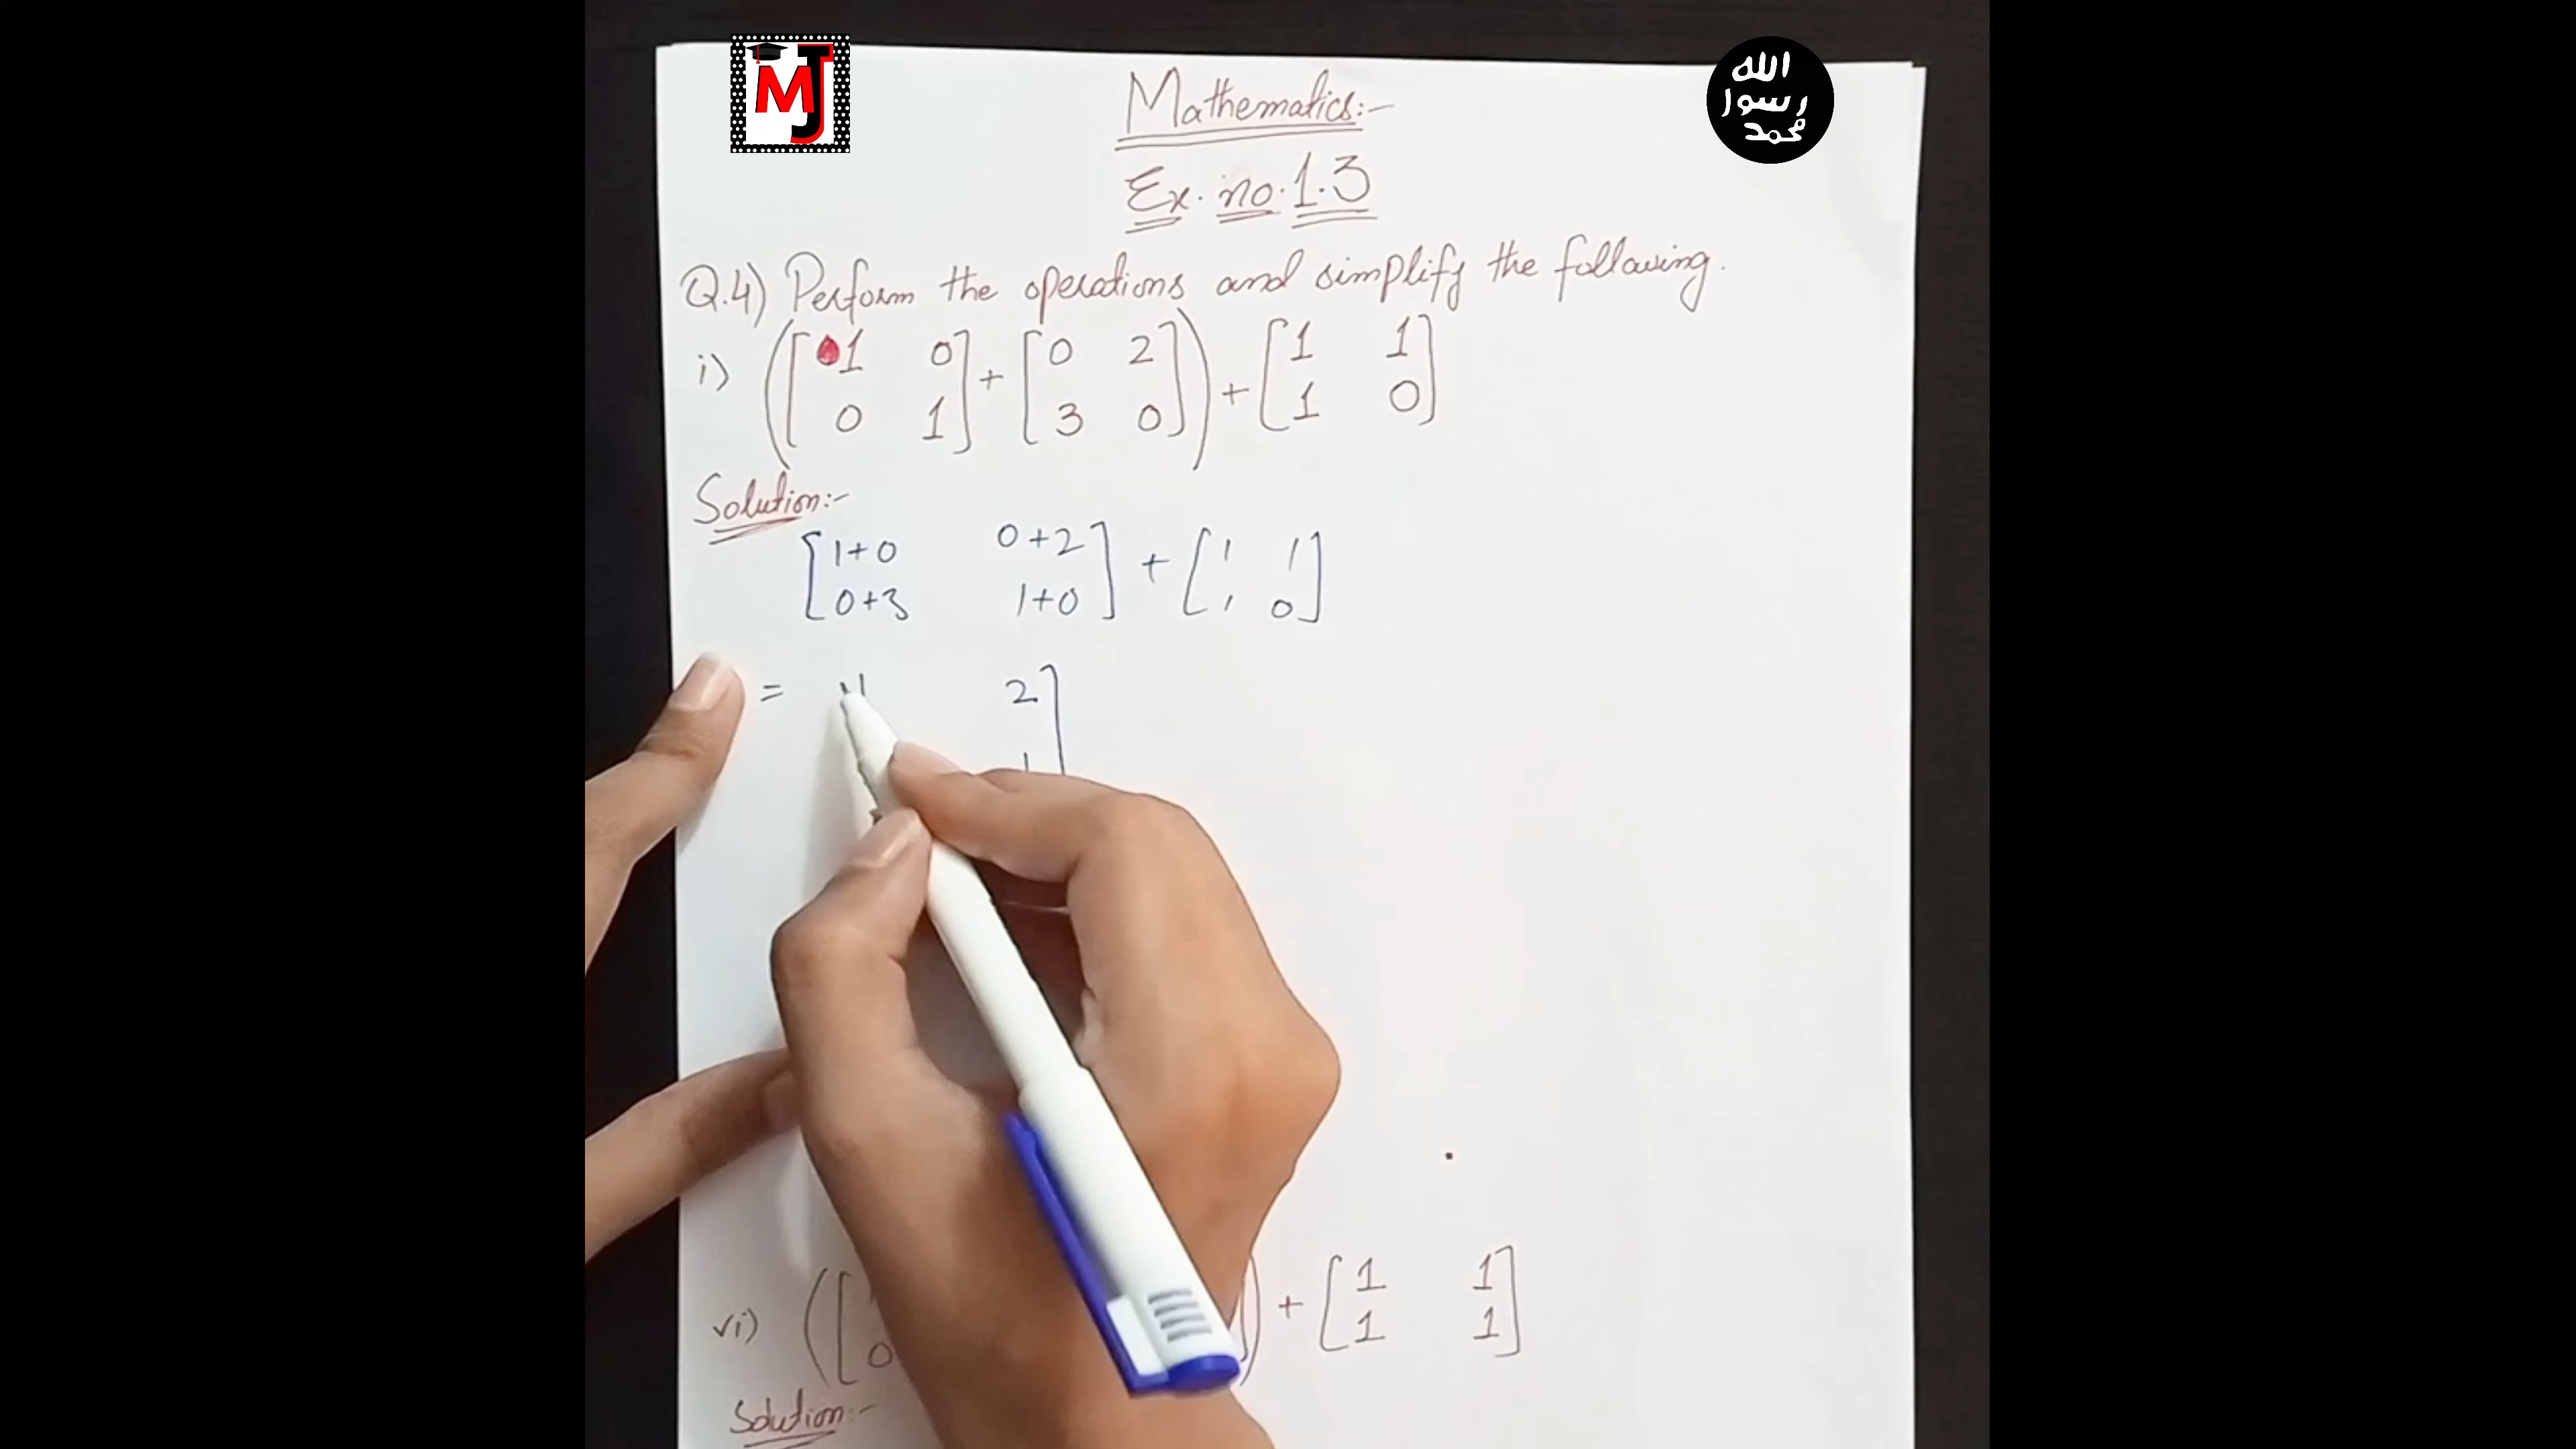 MJ
الله
رسول
محمد
Mathematics:-
Ex. no. 1.3
Q.4) Perform the operations and simplify the following.
i) ([1 0] + [0 2]) + [1 1]
[0 1] [3 0] [1 0]
Solution:-
[1+0 0+2] + [1 1]
[0+3 1+0] [1 0]
= 2]
1]
vi) ([ ) + [1 1]
0 [1 1]
Solution:-